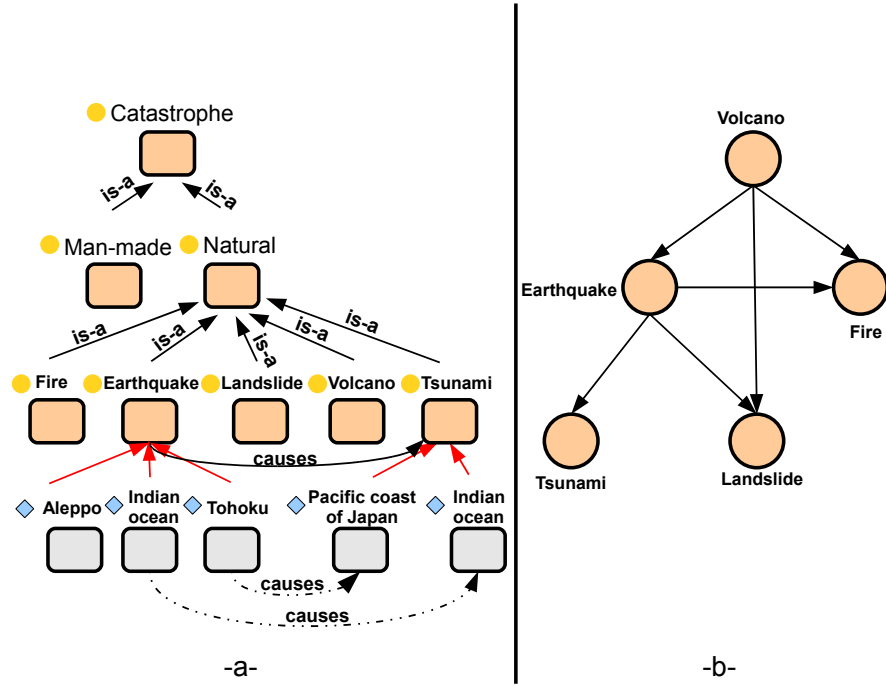 Catastrophe
is-a
is-a
Man-made
Natural
is-a
is-a
is-a
is-a
is-a
Fire
Earthquake
Landslide
Volcano
Tsunami
causes
Aleppo
Indian
ocean
Tohoku
Pacific coast
of Japan
Indian
ocean
causes
causes
-a-
Volcano
Earthquake
Fire
Tsunami
Landslide
-b-